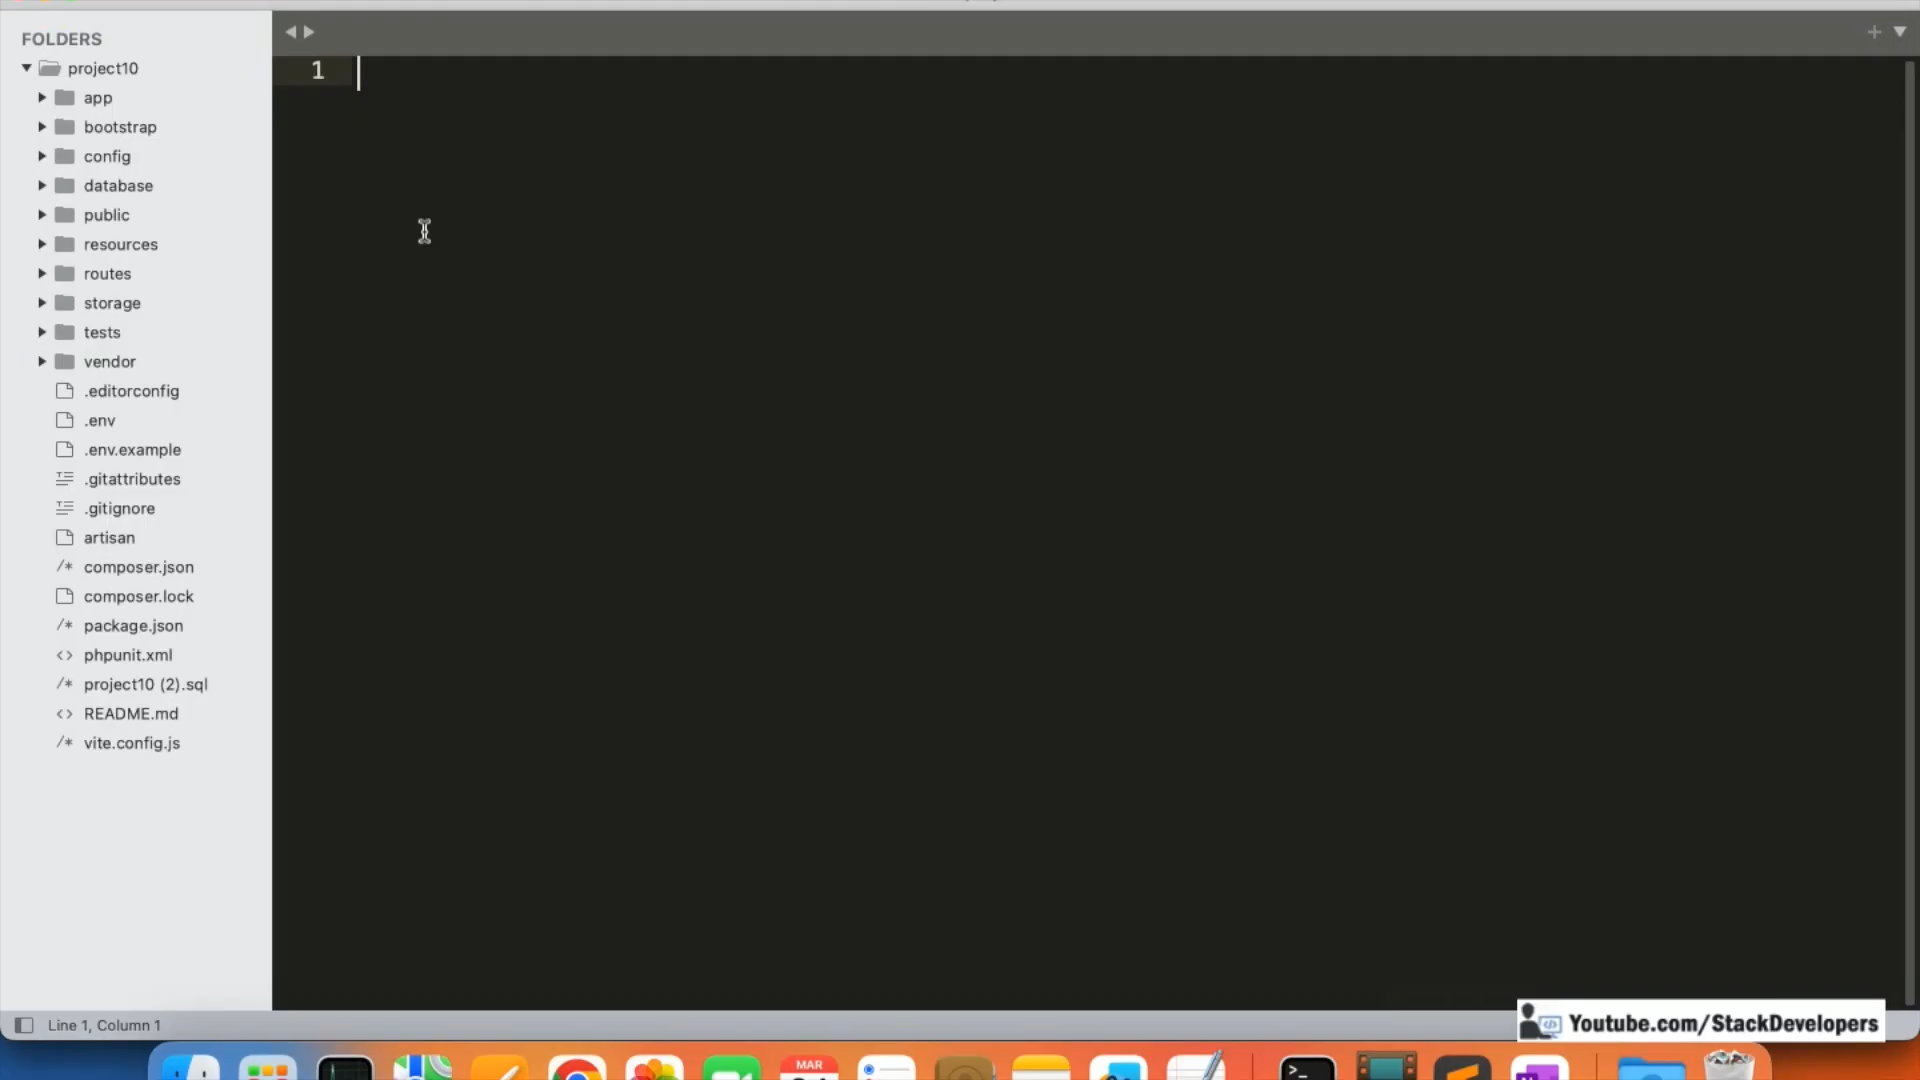 FOLDERS
project10
app
bootstrap
config
database
public
resources
routes
storage
tests
vendor
.editorconfig
.env
.env.example
.gitattributes
.gitignore
artisan
/* composer.json
composer.lock
/* package.json
<> phpunit.xml
/* project10 (2).sql
<> README.md
/* vite.config.js
1
Line 1, Column 1
Youtube.com/StackDevelopers
MAR